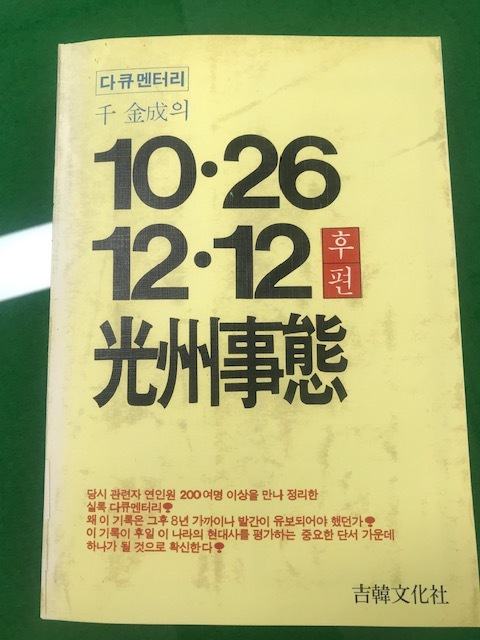 다큐멘터리
千 金成의
10·26
12·12 후편
光州事態
당시 관련자 연인원 200여명 이상을 만나 정리한
실록 다큐멘터리!
왜 이 기록은 그후 8년 가까이나 발간이 유보되어야 했던가!
이 기록이 후일 이 나라의 현대사를 평가하는 중요한 단서 가운데
하나가 될 것으로 확신한다!
吉韓文化社